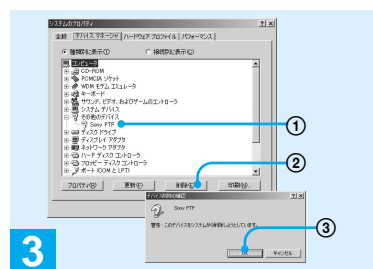 システムのプロパティ
全般 デバイス マネージャ ハードウェア プロファイル パフォーマンス
種類別に表示(T) 接続別に表示(C)
コンピュータ
CD-ROM
PCMCIA ソケット
WDM モデム エミュレータ
キーボード
サウンド、ビデオ、およびゲームのコントローラ
システム デバイス
その他のデバイス
Sony PTP
ディスク ドライブ
ディスプレイ アダプタ
ネットワーク アダプタ
ハード ディスク コントローラ
フロッピー ディスク コントローラ
ポート (COM と LPT)
プロパティ(R) 更新(F) 削除(E) 印刷(N)...
デバイス削除の確認
Sony PTP
警告 : このデバイスをシステムから削除しようとしています。
OK キャンセル
1
2
3
3